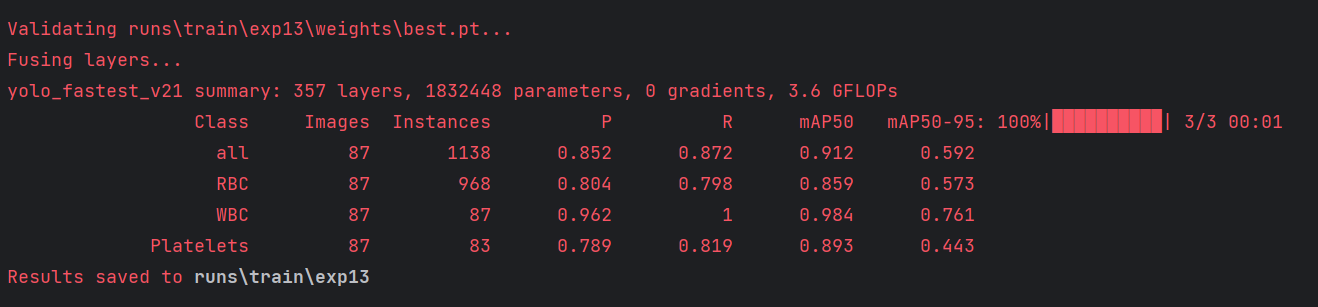 Validating runs\train\exp13\weights\best.pt...
Fusing layers...
yolo_fastest_v21 summary: 357 layers, 1832448 parameters, 0 gradients, 3.6 GFLOPs
Class Images Instances P R mAP50 mAP50-95: 100%|██████████| 3/3 00:01
all 87 1138 0.852 0.872 0.912 0.592
RBC 87 968 0.804 0.798 0.859 0.573
WBC 87 87 0.962 1 0.984 0.761
Platelets 87 83 0.789 0.819 0.893 0.443
Results saved to runs\train\exp13